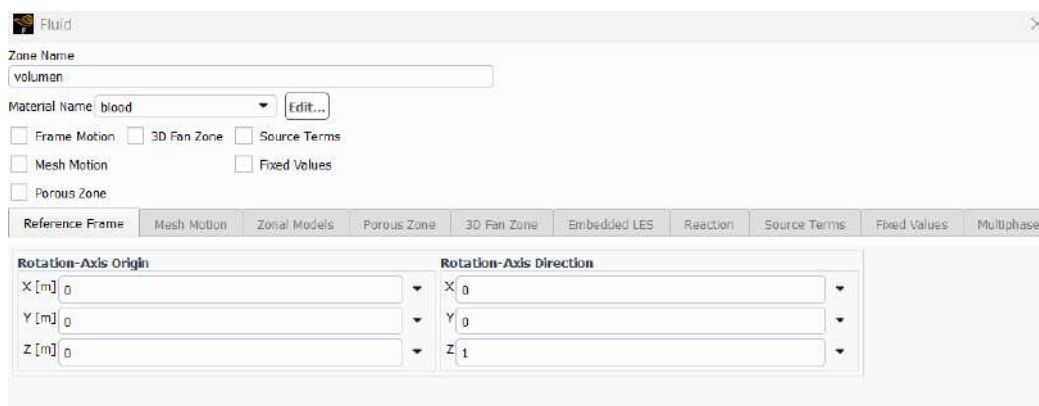 Fluid
Zone Name
volumen
Material Name blood Edit...
Frame Motion 3D Fan Zone Source Terms
Mesh Motion Fixed Values
Porous Zone
Reference Frame Mesh Motion Zonal Models Porous Zone 3D Fan Zone Embedded LES Reaction Source Terms Fixed Values Multiphase
Rotation-Axis Origin Rotation-Axis Direction
X [m] 0 X 0
Y [m] 0 Y 0
Z [m] 0 Z 1